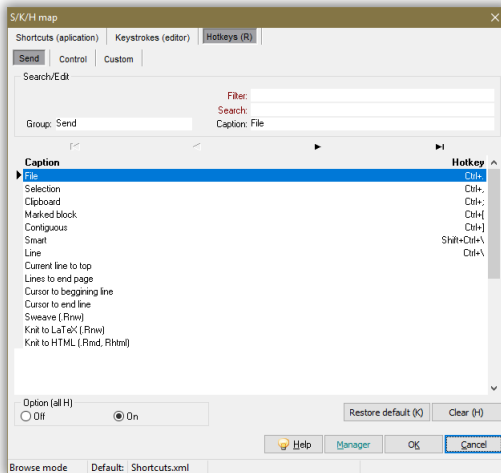 S/K/H map
Shortcuts (aplication) Keystrokes (editor) Hotkeys (R)
Send Control Custom
Search/Edit
Filter:
Search:
Group: Send Caption: File
Caption Hotkey
File Ctrl+.
Selection Ctrl+,
Clipboard Ctrl+;
Marked block Ctrl+[
Contiguous Ctrl+]
Smart Shift+Ctrl+\
Line Ctrl+\
Current line to top
Lines to end page
Cursor to beggining line
Cursor to end line
Sweave (.Rnw)
Knit to LaTeX (.Rnw)
Knit to HTML (.Rmd, Rhtml)
Option (all H)
Off On Restore default (K) Clear (H)
Help Manager OK Cancel
Browse mode Default: Shortcuts.xml